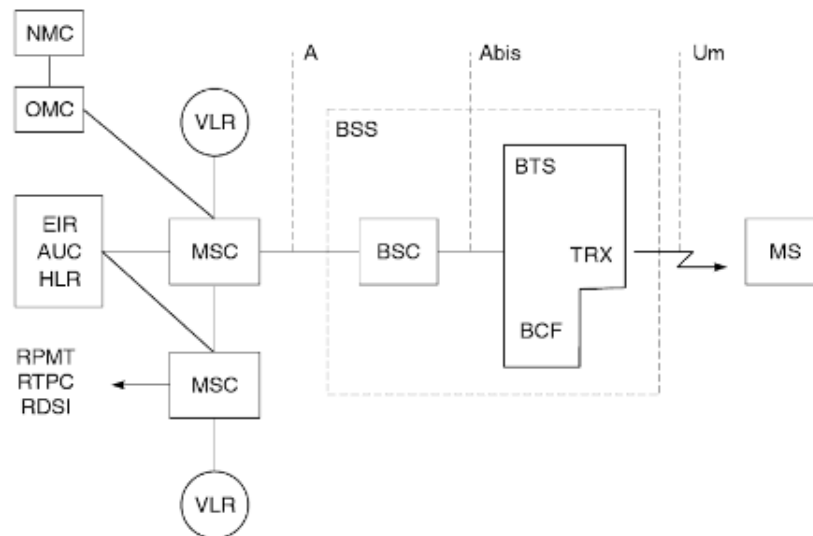 NMC
A
Abis
Um
OMC
VLR
BSS
BTS
EIR
AUC
HLR
MSC
BSC
TRX
MS
BCF
RPMT
RTPC
RDSI
MSC
VLR